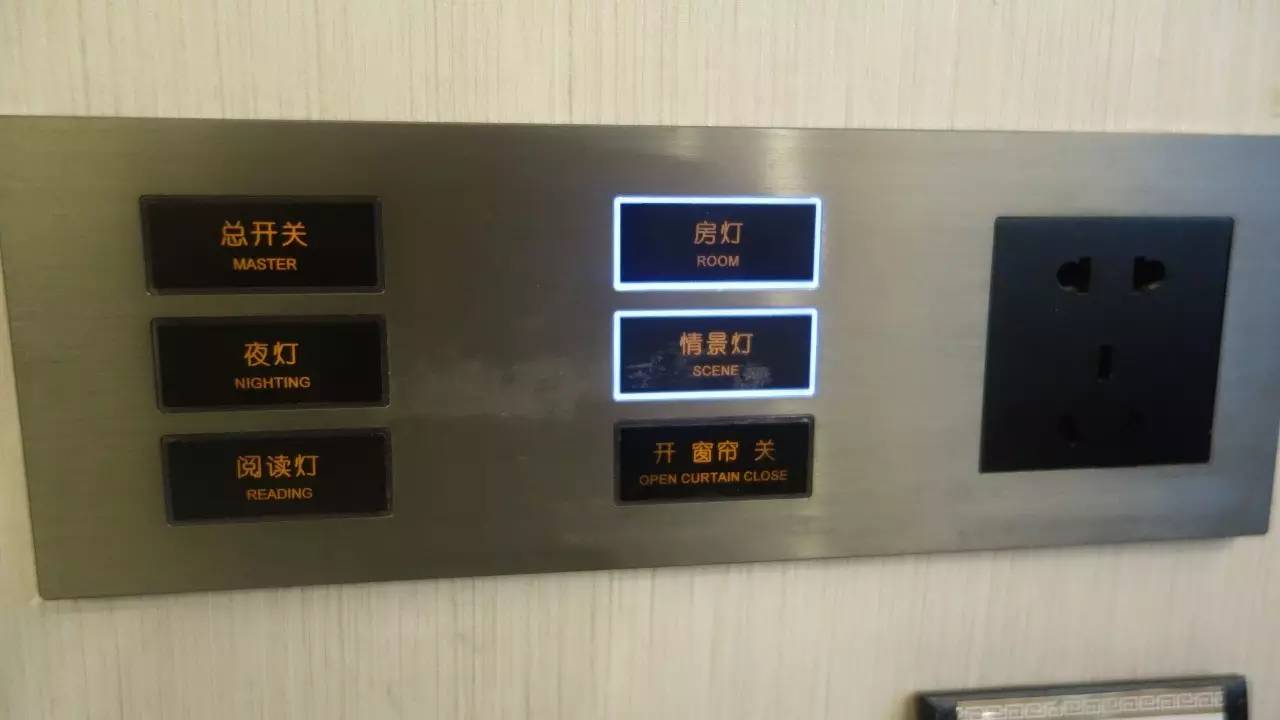 总开关
MASTER
夜灯
NIGHTING
阅读灯
READING
房灯
ROOM
情景灯
SCENE
开 窗帘 关
OPEN CURTAIN CLOSE